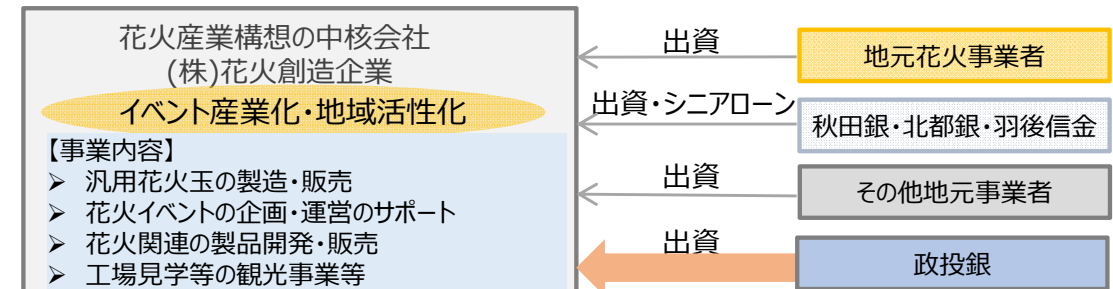 花火産業構想の中核会社
(株)花火創造企業
イベント産業化・地域活性化
【事業内容】
➢ 汎用花火玉の製造・販売
➢ 花火イベントの企画・運営のサポート
➢ 花火関連の製品開発・販売
➢ 工場見学等の観光事業等
出資
地元花火事業者
出資・シニアローン
秋田銀・北都銀・羽後信金
出資
その他地元事業者
出資
政投銀